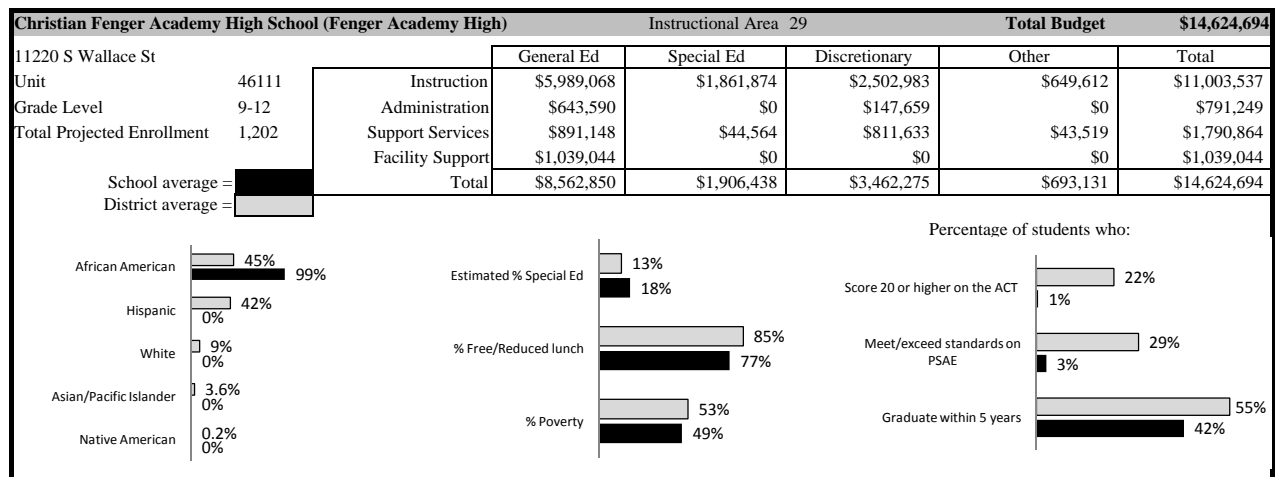 Christian Fenger Academy High School (Fenger Academy High) Instructional Area 29 Total Budget $14,624,694
11220 S Wallace St General Ed Special Ed Discretionary Other Total
Unit 46111 Instruction $5,989,068 $1,861,874 $2,502,983 $649,612 $11,003,537
Grade Level 9-12 Administration $643,590 $0 $147,659 $0 $791,249
Total Projected Enrollment 1,202 Support Services $891,148 $44,564 $811,633 $43,519 $1,790,864
Facility Support $1,039,044 $0 $0 $0 $1,039,044
School average = Total $8,562,850 $1,906,438 $3,462,275 $693,131 $14,624,694
District average =
African American 45%
99%
Hispanic 42%
0%
White 9%
0%
Asian/Pacific Islander 3.6%
0%
Native American 0.2%
0%
Estimated % Special Ed 13%
18%
% Free/Reduced lunch 85%
77%
% Poverty 53%
49%
Percentage of students who:
Score 20 or higher on the ACT 22%
1%
Meet/exceed standards on
PSAE 29%
3%
Graduate within 5 years 55%
42%